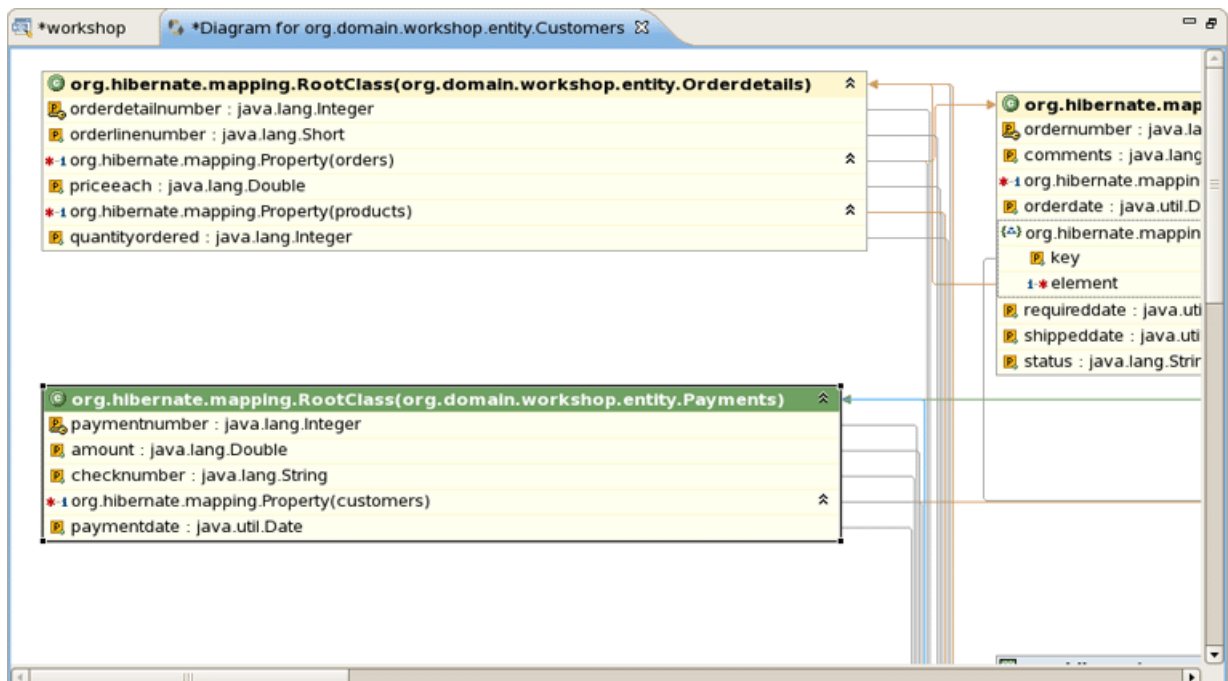 *workshop
*Diagram for org.domain.workshop.entity.Customers
org.hibernate.mapping.RootClass(org.domain.workshop.entity.Orderdetails)
orderdetailnumber : java.lang.Integer
orderlinenumber : java.lang.Short
org.hibernate.mapping.Property(orders)
priceeach : java.lang.Double
org.hibernate.mapping.Property(products)
quantityordered : java.lang.Integer
org.hibernate.map
ordernumber : java.la
comments : java.lang
org.hibernate.mappin
orderdate : java.util.D
org.hibernate.mappin
key
element
requireddate : java.uti
shippeddate : java.uti
status : java.lang.Strin
org.hibernate.mapping.RootClass(org.domain.workshop.entity.Payments)
paymentnumber : java.lang.Integer
amount : java.lang.Double
checknumber : java.lang.String
org.hibernate.mapping.Property(customers)
paymentdate : java.util.Date